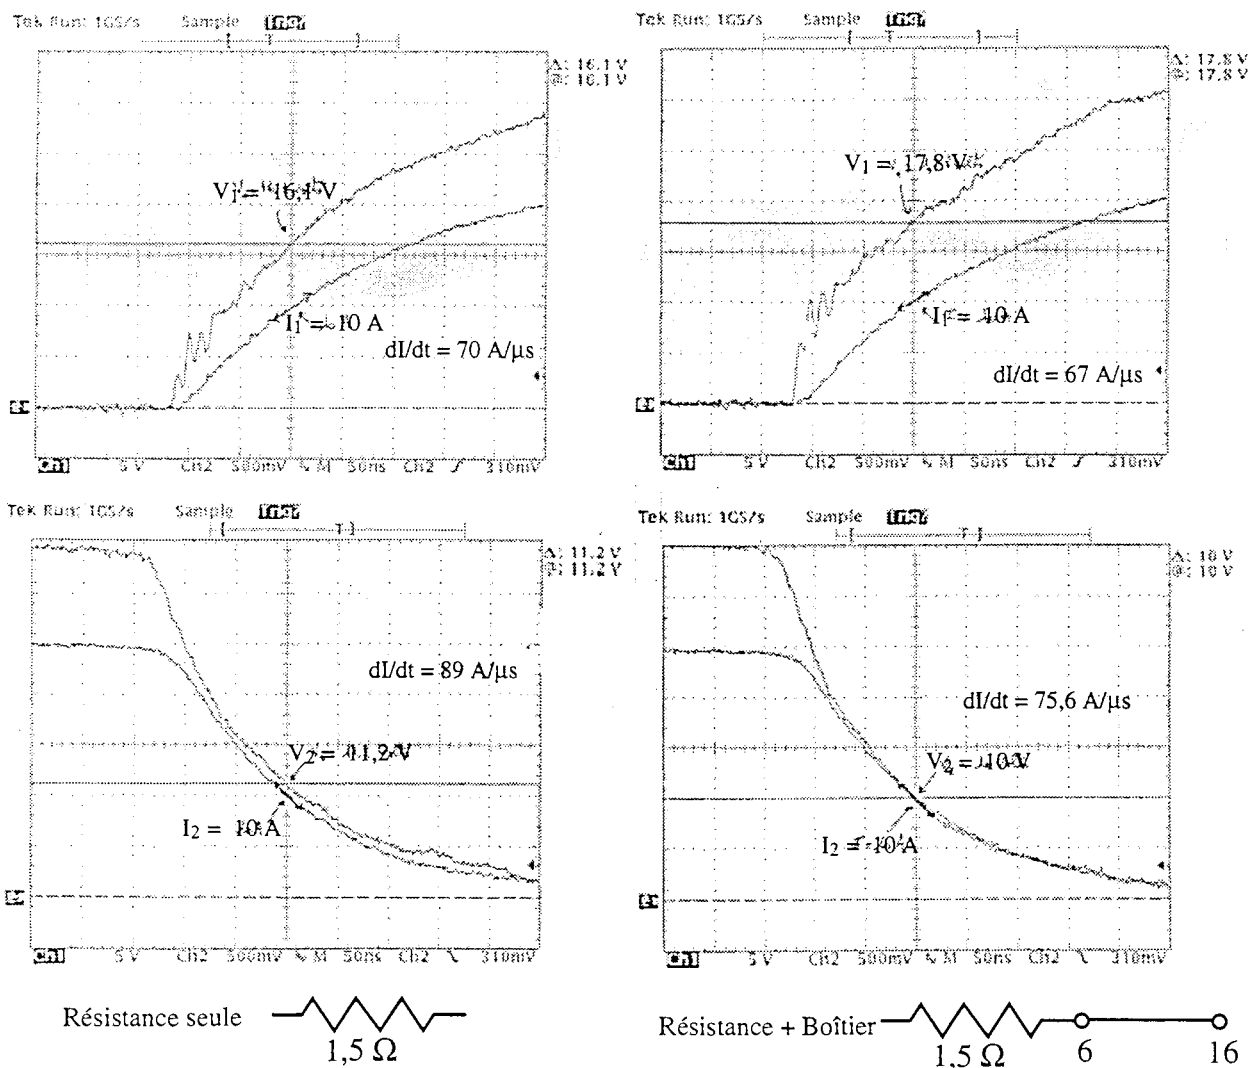 Tek Run: 1GS/s Sample Trig?
Δ: 16.1 V
@: 16.1 V
V1 = 16,1 V
I1 = 10 A
dI/dt = 70 A/µs
Ch1 5 V Ch2 500mV M 50ns Ch2 310mV
Tek Run: 1GS/s Sample Trig?
T
Δ: 17.8 V
@: 17.8 V
V1 = 17,8 V
I1 = 10 A
dI/dt = 67 A/µs
Ch1 5 V Ch2 500mV M 50ns Ch2 310mV
Tek Run: 1GS/s Sample Trig?
T
Δ: 11.2 V
@: 11.2 V
dI/dt = 89 A/µs
V2 = 11,2 V
I2 = 10 A
Ch1 5 V Ch2 500mV M 50ns Ch2 310mV
Tek Run: 1GS/s Sample Trig?
T
Δ: 10 V
@: 10 V
dI/dt = 75,6 A/µs
V2 = 10 V
I2 = 10 A
Ch1 5 V Ch2 500mV M 50ns Ch2 310mV
Résistance seule
1,5 Ω
Résistance + Boîtier
1,5 Ω 6 16